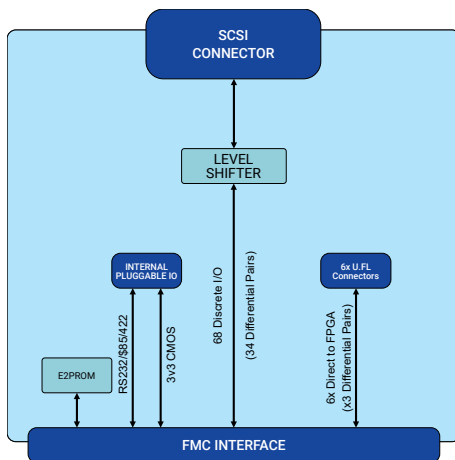 SCSI
CONNECTOR
LEVEL
SHIFTER
INTERNAL
PLUGGABLE IO
6x U.FL
Connectors
68 Discrete I/O
(34 Differential Pairs)
RS232/$85/422
3v3 CMOS
6x Direct to FPGA
(x3 Differential Pairs)
E2PROM
FMC INTERFACE